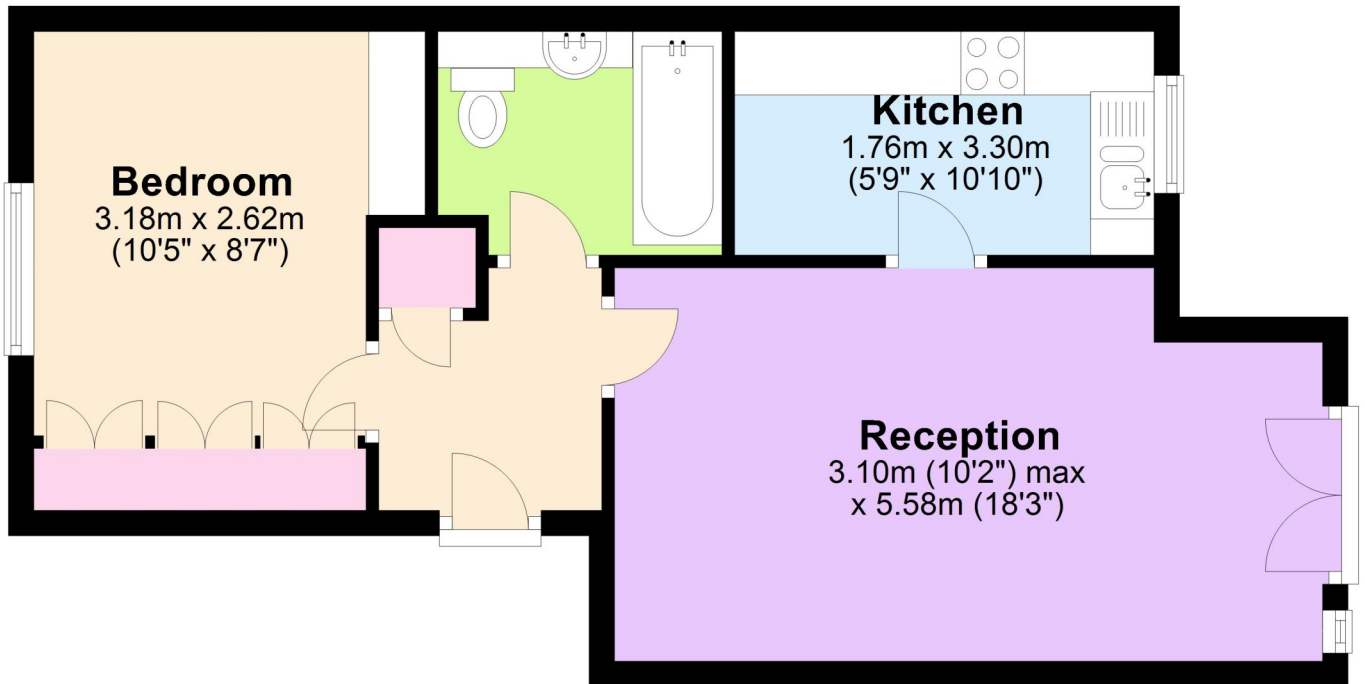 Bedroom
3.18m x 2.62m
(10'5" x 8'7")
Kitchen
1.76m x 3.30m
(5'9" x 10'10")
Reception
3.10m (10'2") max
x 5.58m (18'3")